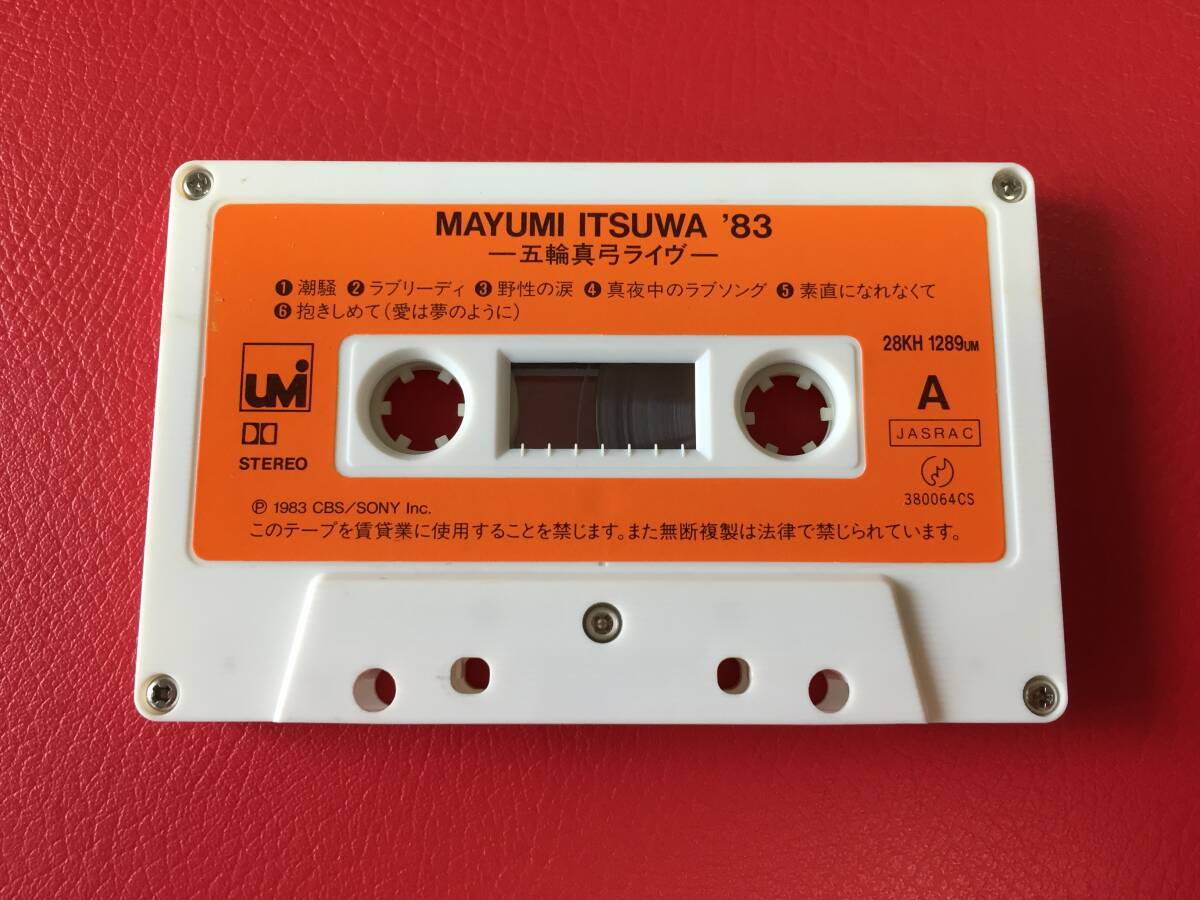 MAYUMI ITSUWA '83
―五輪真弓ライヴ―
❶潮騒 ❷ラブリーディ ❸野性の涙 ❹真夜中のラブソング ❺素直になれなくて
❻抱きしめて(愛は夢のように)
28KH 1289UM
UMi
A
JASRAC
STEREO
380064CS
Ⓟ 1983 CBS/SONY Inc.
このテープを賃貸業に使用することを禁じます。また無断複製は法律で禁じられています。